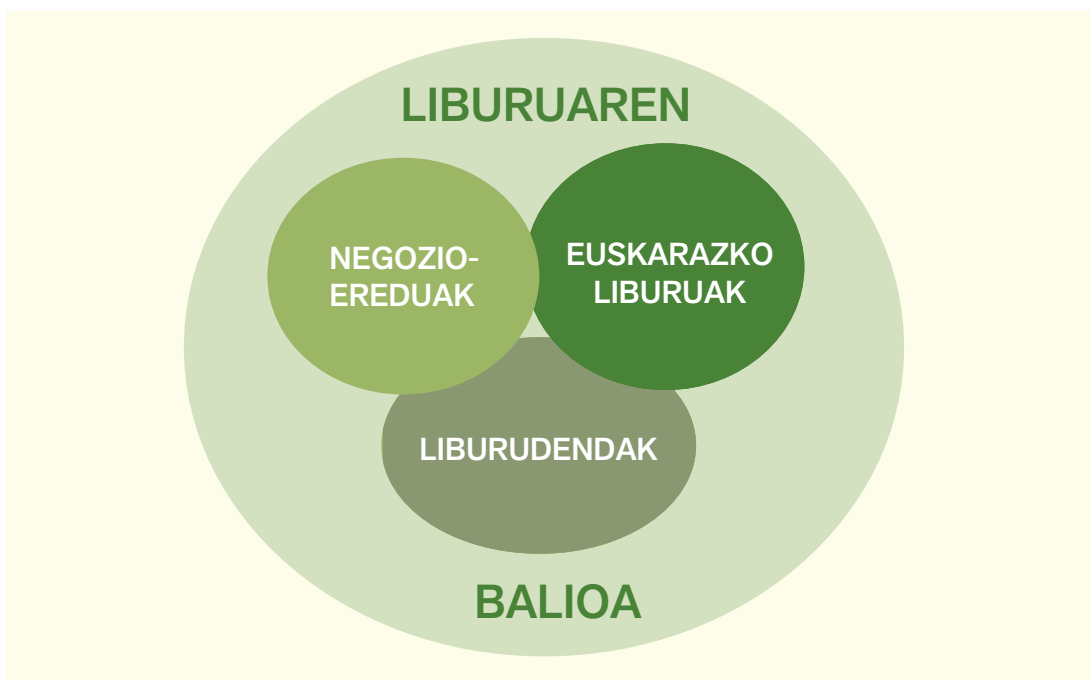 LIBURUAREN
NEGOZIO-
EREDUAK
EUSKARAZKO
LIBURUAK
LIBURUDENDAK
BALIOA